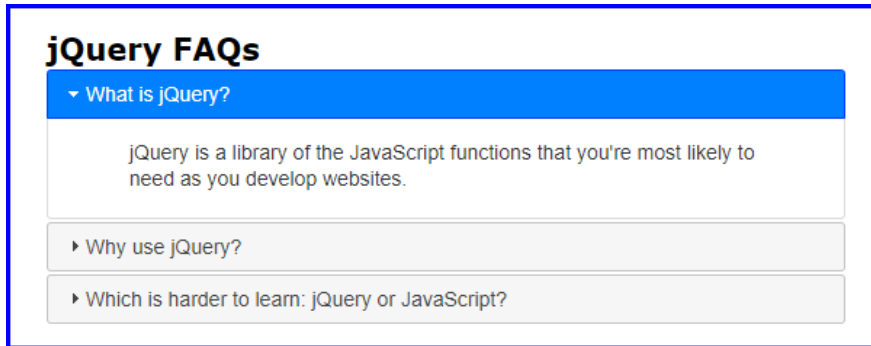 jQuery FAQs
What is jQuery?
jQuery is a library of the JavaScript functions that you're most likely to
need as you develop websites.
Why use jQuery?
Which is harder to learn: jQuery or JavaScript?